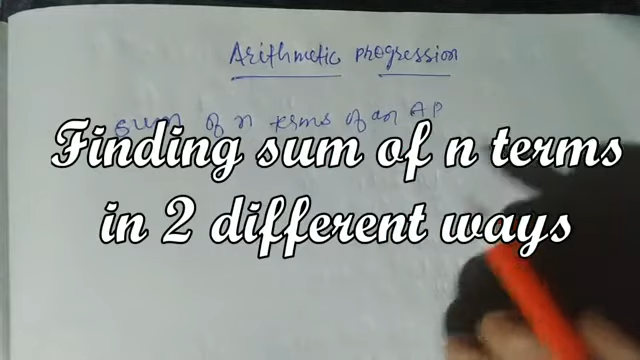 Arithmetic progression
sum of n terms of an AP
Finding sum of n terms
in 2 different ways